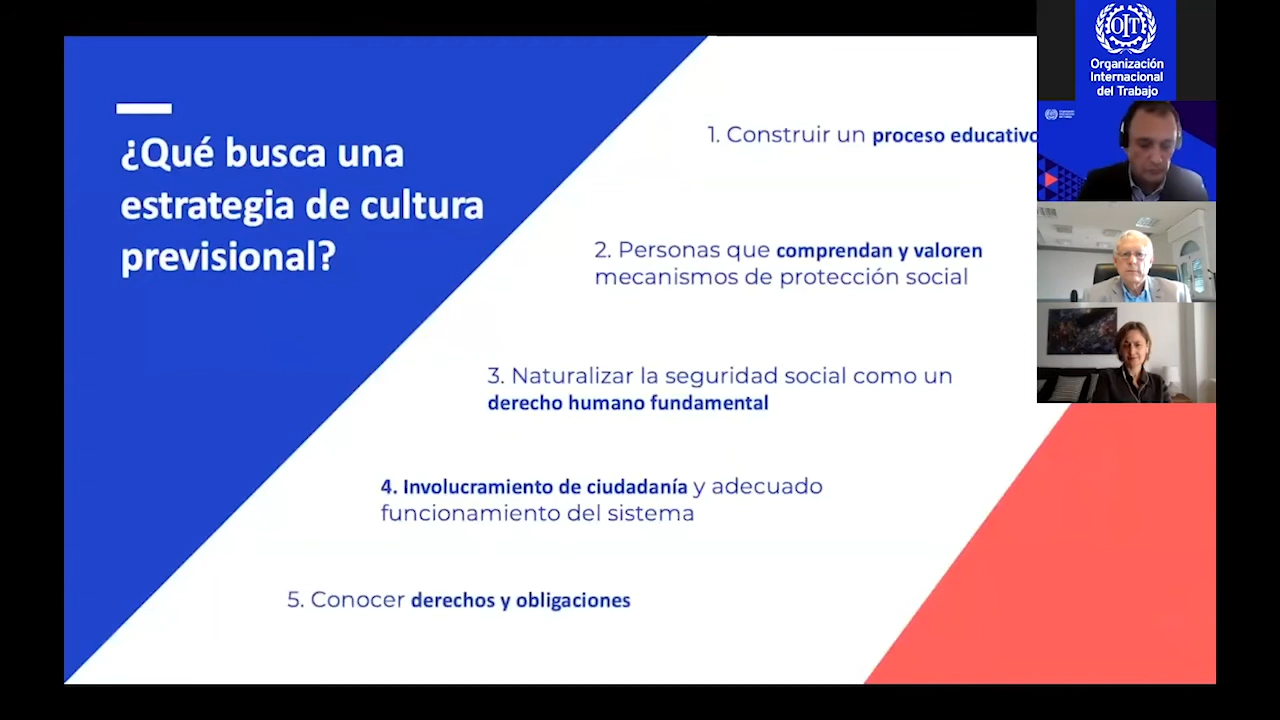 ¿Qué busca una
estrategia de cultura
previsional?
1. Construir un proceso educativo
2. Personas que comprendan y valoren
mecanismos de protección social
3. Naturalizar la seguridad social como un
derecho humano fundamental
4. Involucramiento de ciudadanía y adecuado
funcionamiento del sistema
5. Conocer derechos y obligaciones
OIT
Organización
Internacional
del Trabajo